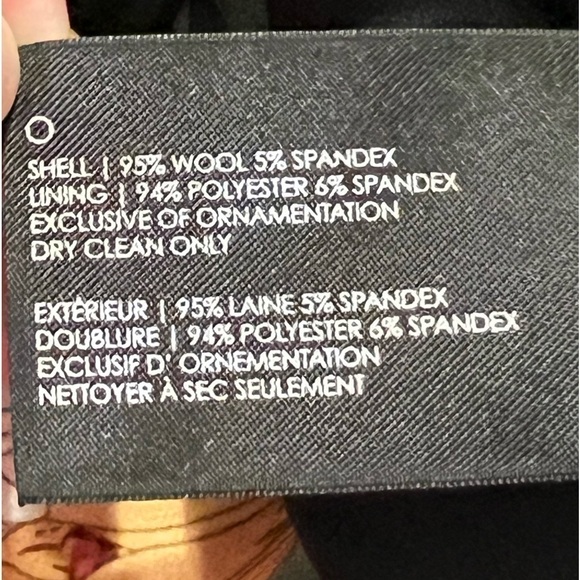 SHELL | 95% WOOL 5% SPANDEX
LINING | 94% POLYESTER 6% SPANDEX
EXCLUSIVE OF ORNAMENTATION
DRY CLEAN ONLY
EXTÉRIEUR | 95% LAINE 5% SPANDEX
DOUBLURE | 94% POLYESTER 6% SPANDEX
EXCLUSIF D' ORNEMENTATION
NETTOYER À SEC SEULEMENT